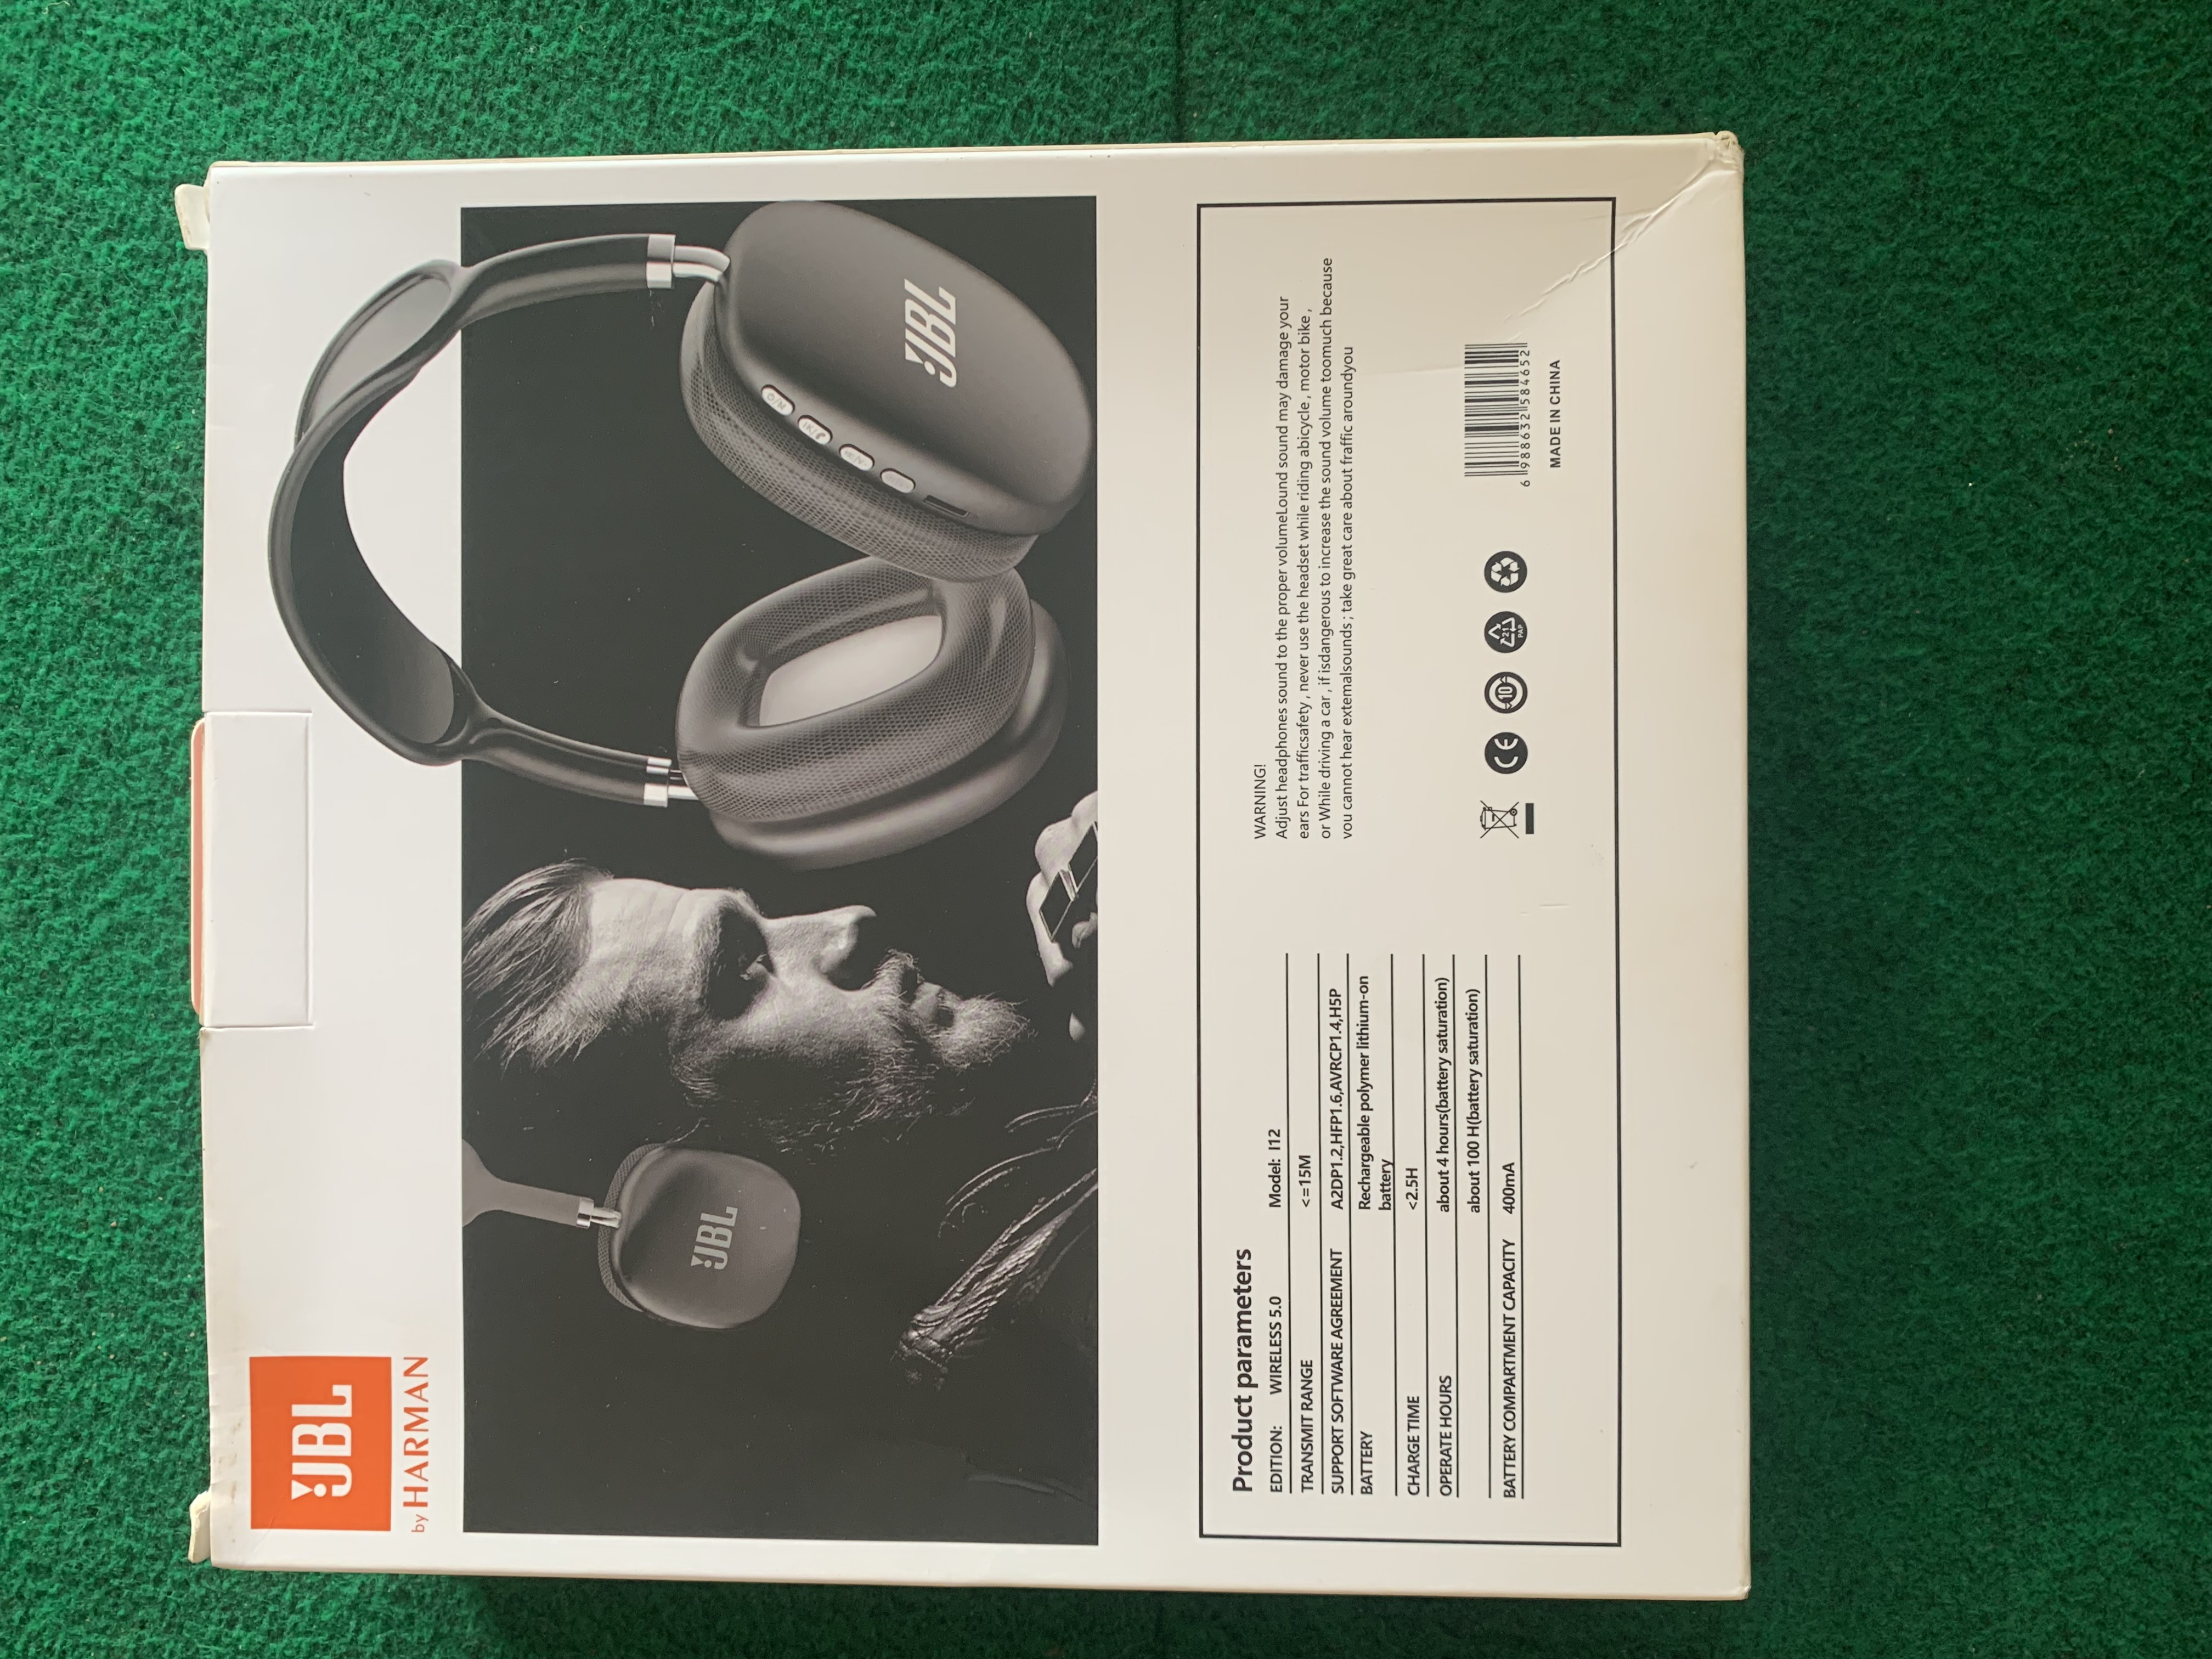 JBL
by HARMAN
JBL
JBL
Product parameters
EDITION: WIRELESS 5.0 Model: I12
TRANSMIT RANGE <=15M
SUPPORT SOFTWARE AGREEMENT A2DP1.2,HFP1.6,AVRCP1.4,H5P
BATTERY Rechargeable polymer lithium-on
battery
CHARGE TIME <2.5H
OPERATE HOURS about 4 hours(battery saturation)
about 100 H(battery saturation)
BATTERY COMPARTMENT CAPACITY 400mA
WARNING!
Adjust headphones sound to the proper volumeLound sound may damage your
ears For trafficsafety , never use the headset while riding abicycle , motor bike ,
or While driving a car , if isdangerous to increase the sound volume toomuch because
vou cannot hear extemalsounds ; take great care about fraffic aroundyou
CE
10
21
PAP
6 988632 584652
MADE IN CHINA